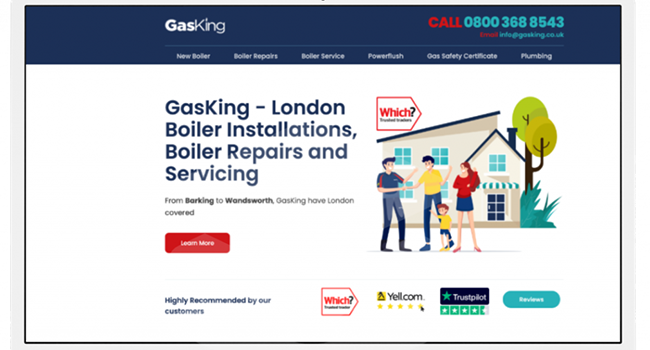 GasKing
CALL 0800 368 8543
Email info@gasking.co.uk
New Boiler Boiler Repairs Boiler Service Powerflush Gas Safety Certificate Plumbing
GasKing - London
Boiler Installations,
Boiler Repairs and
Servicing
Which?
Trusted traders
From Barking to Wandsworth, GasKing have London
covered
Learn More
Highly Recommended by our
customers
Which?
Trusted traders
Yell.com
Trustpilot
Reviews